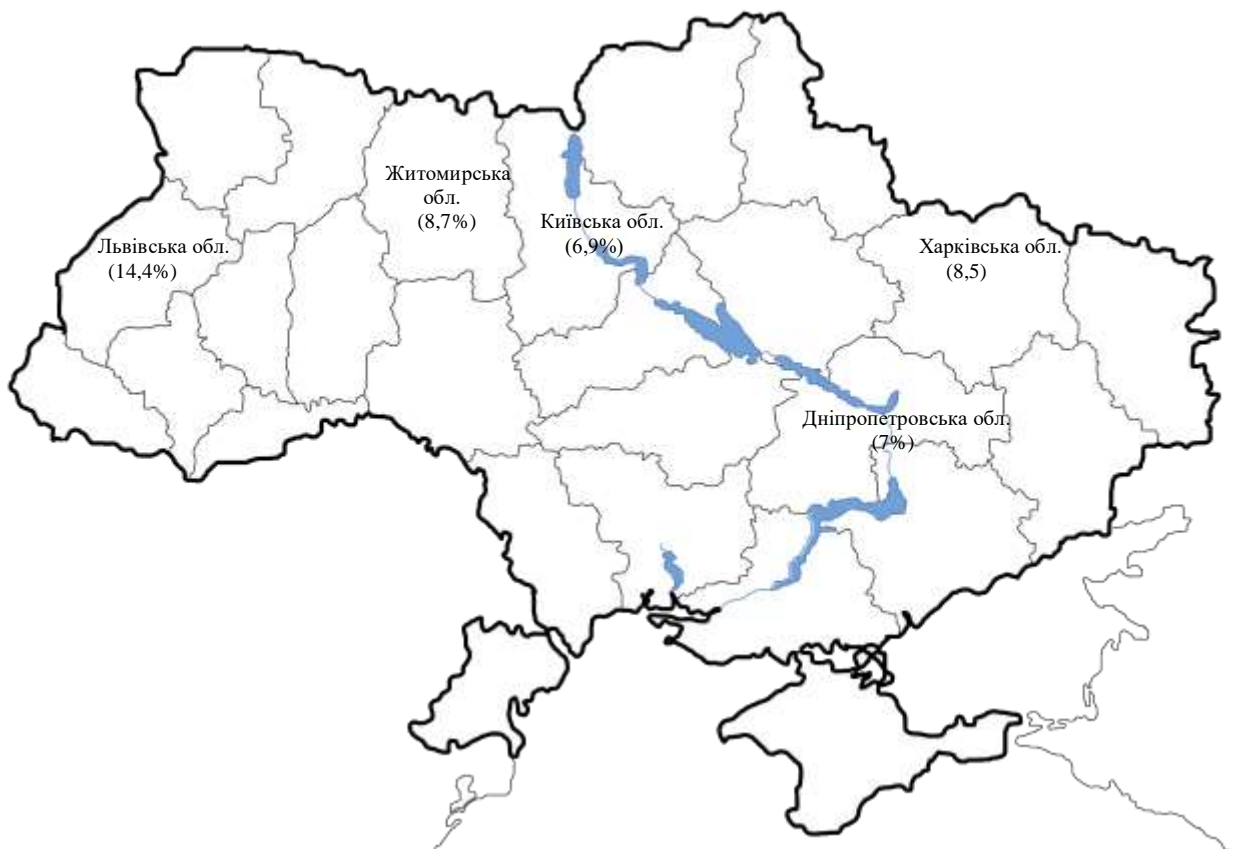 Житомирська
обл.
(8,7%)
Київська обл.
(6,9%)
Львівська обл.
(14,4%)
Харківська обл.
(8,5)
Дніпропетровська обл.
(7%)